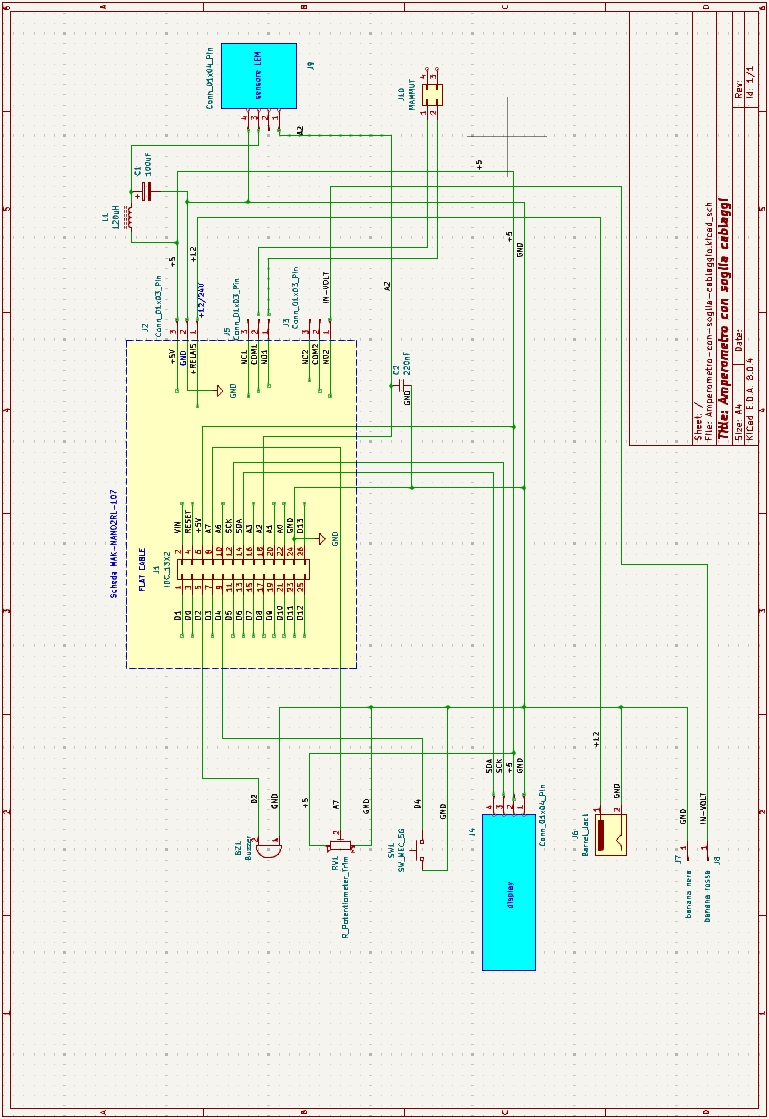 Sheet: /
File: Amperometro-con-soglia-cablaggio.kicad_sch
Title: Amperometro con soglia cablaggi
Size: A4
Date:
Rev:
KiCad E.D.A. 8.0.4
Id: 1/1
BZ1
Buzzer
D2
GND
RV1
R_Potentiometer_Trim
+5
A7
GND
SW1
SW_MEC_5G
D4
GND
J4
Conn_01x04_Pin
display
SDA
SCK
+5
GND
4
3
2
1
J6
Barrel_Jack
+12
GND
1
2
J7
banana nera
GND
1
J8
banana rossa
IN-VOLT
1
Scheda MAK-NANO2RL-L07
FLAT CABLE
J1
IDC_13X2
D1 1 2 VIN
D0 3 4 RESET
D2 5 6 +5V
D3 7 8 A7
D4 9 10 A6
D5 11 12 SCK
D6 13 14 SDA
D7 15 16 A3
D8 17 18 A2
D9 19 20 A1
D10 21 22 A0
D11 23 24 GND
D12 25 26 D13
GND
GND
J2
Conn_01x03_Pin
+5V 3
GND 2
+RELAIS 1
+5
+12
+12/24V
J5
Conn_01x03_Pin
NC1 3
COM1 2
NO1 1
J3
Conn_01x03_Pin
NC2 3
COM2 2
NO2 1
IN-VOLT
C2
220nF
GND
A2
L1
120uH
C1
100uF
+
J9
Conn_01x04_Pin
sensore LEM
4
3
2
1
A2
J10
MAMMUT
1
2
4
3
+5
+5
GND
A
B
C
D
A
B
C
D
1
2
3
4
5
6
1
2
3
4
5
6